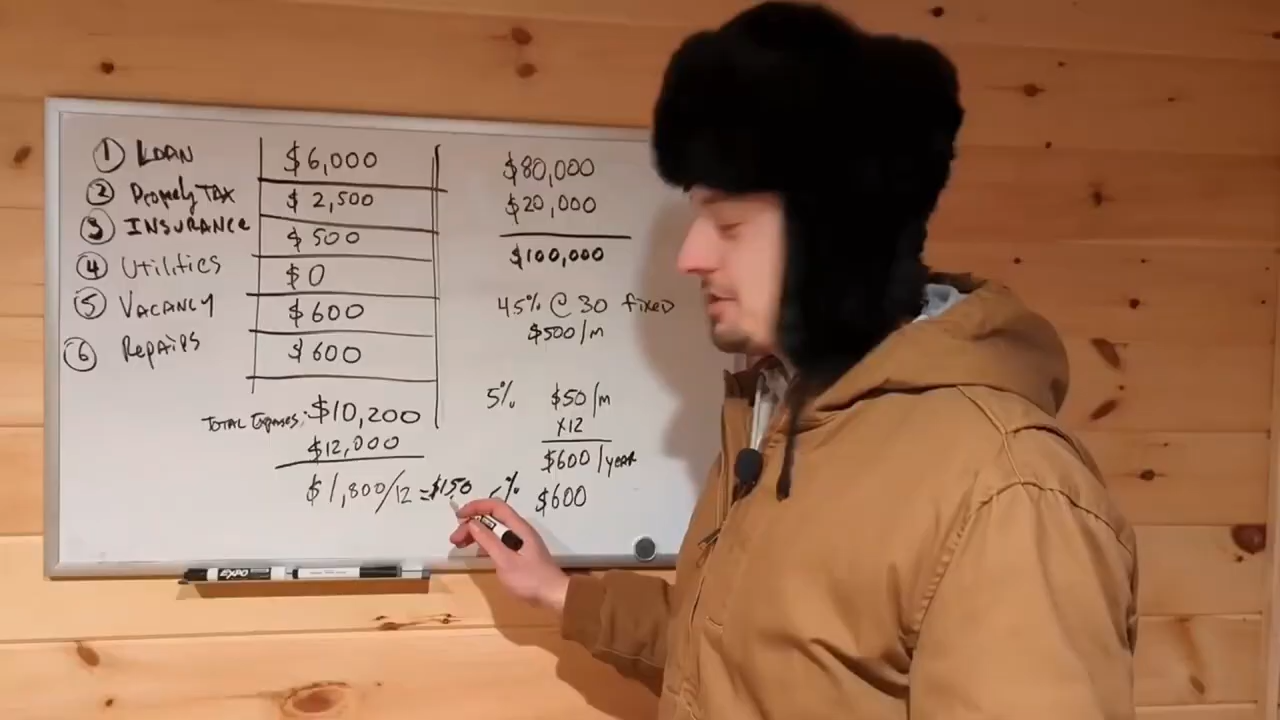 1 LOAN $6,000
2 Property TAX $2,500
3 INSURANCE $500
4 Utilities $0
5 VACANCY $600
6 Repairs $600
TOTAL Expenses: $10,200
$12,000
$1,800/12 = $150
$80,000
$20,000
$100,000
4.5% @ 30 fixed
$500/m
5% $50/m
x12
$600/year
% $600
EXPO